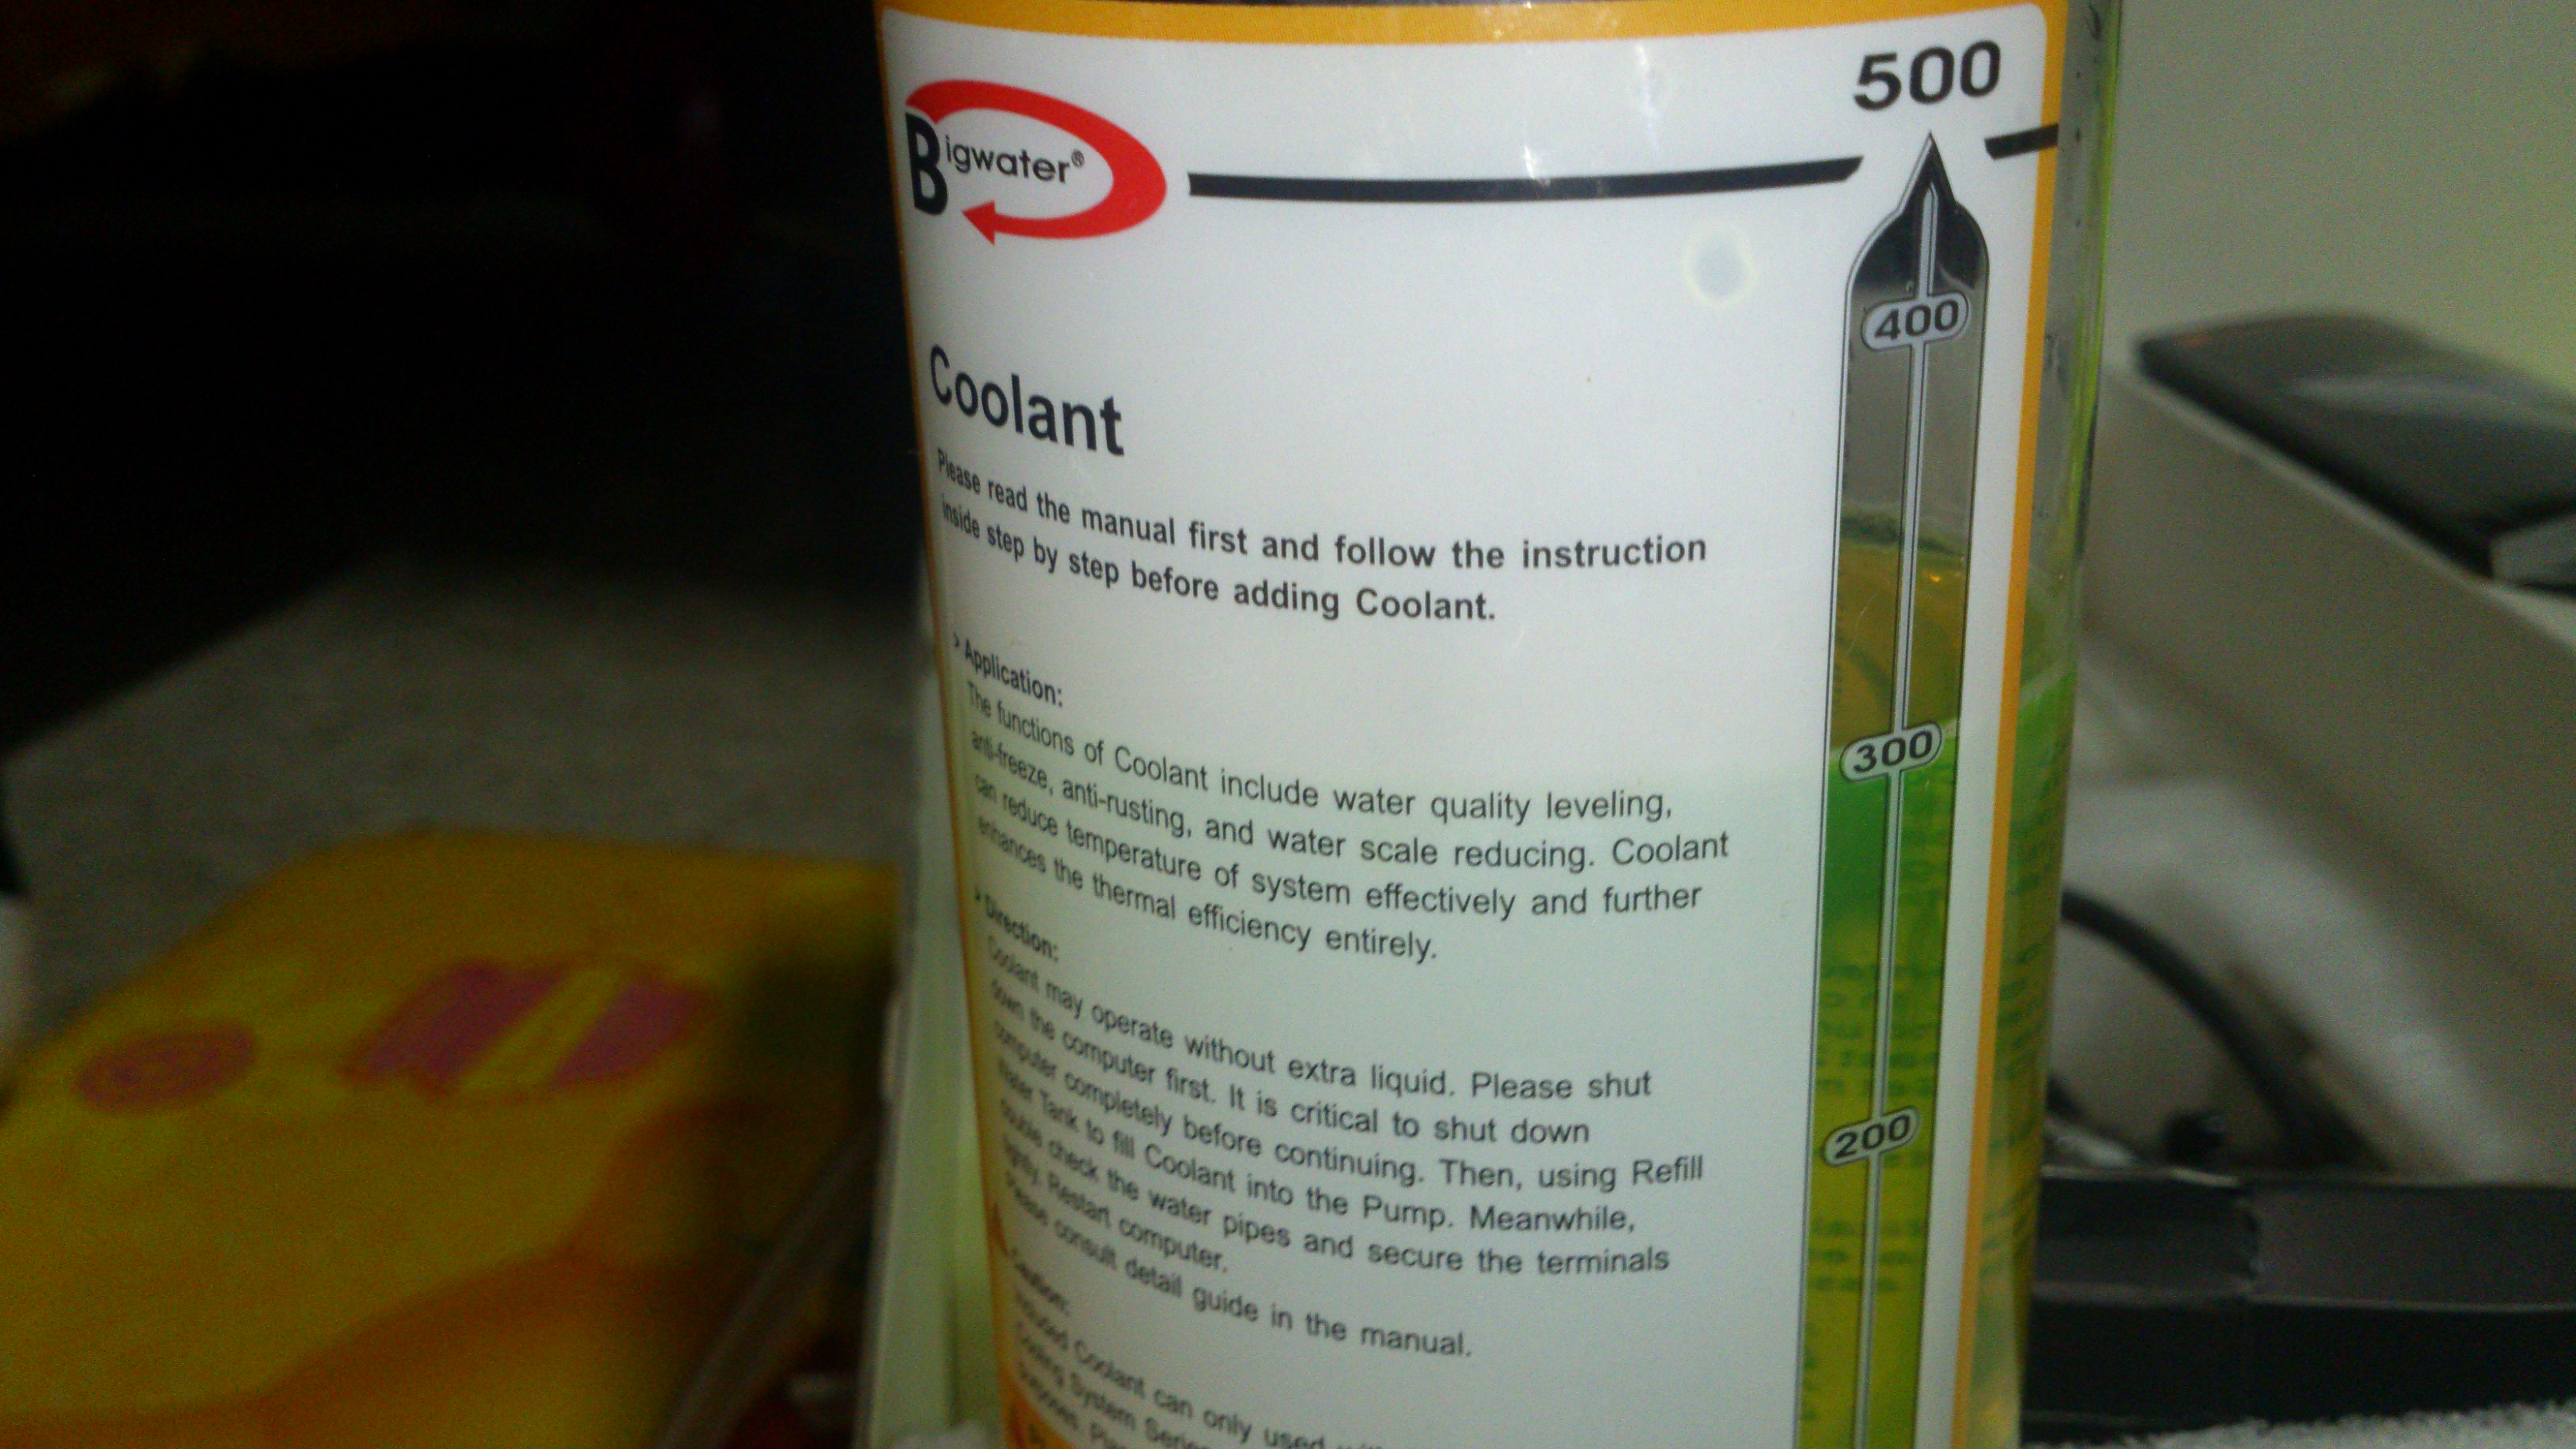 Bigwater®
500
400
Coolant
Please read the manual first and follow the instruction
inside step by step before adding Coolant.
> Application:
The functions of Coolant include water quality leveling,
anti-freeze, anti-rusting, and water scale reducing. Coolant
can reduce temperature of system effectively and further
enhances the thermal efficiency entirely.
300
> Direction:
Coolant may operate without extra liquid. Please shut
down the computer first. It is critical to shut down
computer completely before continuing. Then, using Refill
Water Tank to fill Coolant into the Pump. Meanwhile,
double check the water pipes and secure the terminals
tightly. Restart computer.
Please consult detail guide in the manual.
200
Caution:
Included Coolant can only used
Cooling System Series
purposes.